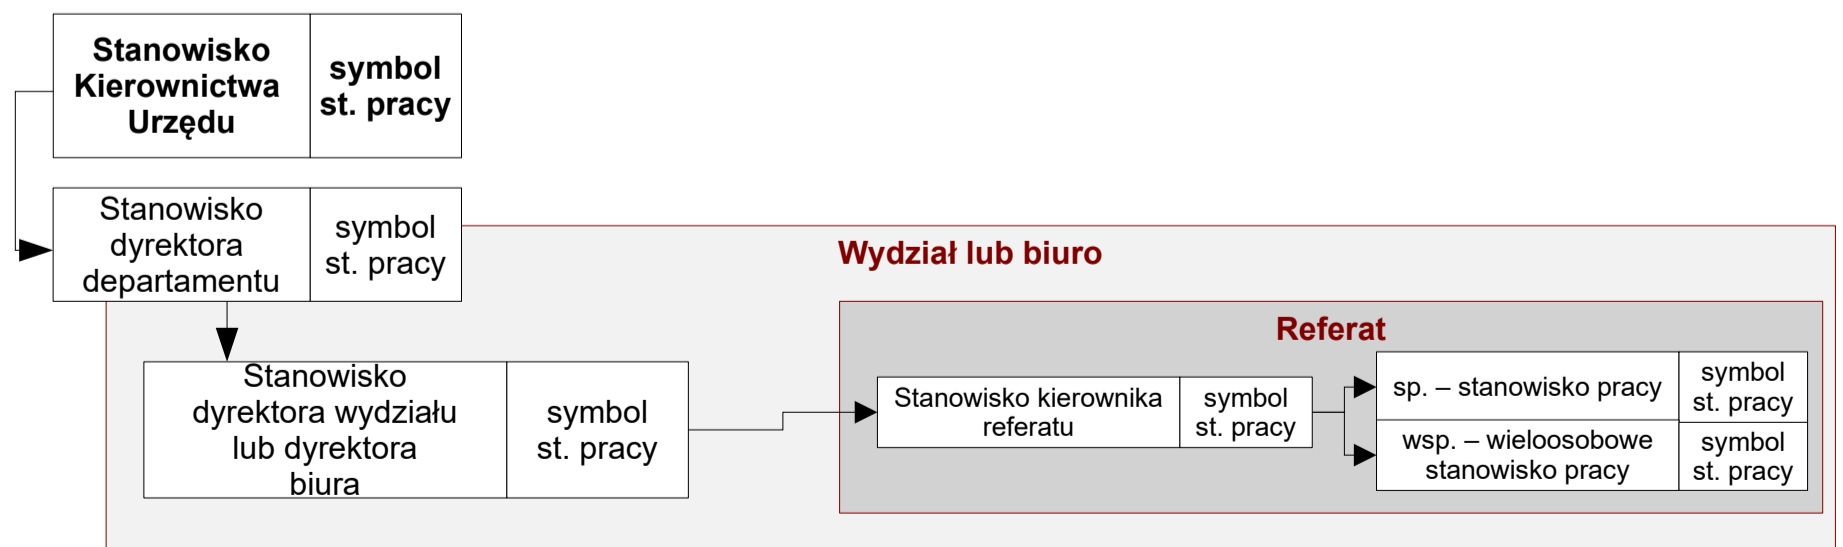 Stanowisko
Kierownictwa
Urzędu
symbol
st. pracy
Stanowisko
dyrektora
departamentu
symbol
st. pracy
Wydział lub biuro
Stanowisko
dyrektora wydziału
lub dyrektora
biura
symbol
st. pracy
Referat
Stanowisko kierownika
referatu
symbol
st. pracy
sp. – stanowisko pracy
symbol
st. pracy
wsp. – wieloosobowe
stanowisko pracy
symbol
st. pracy